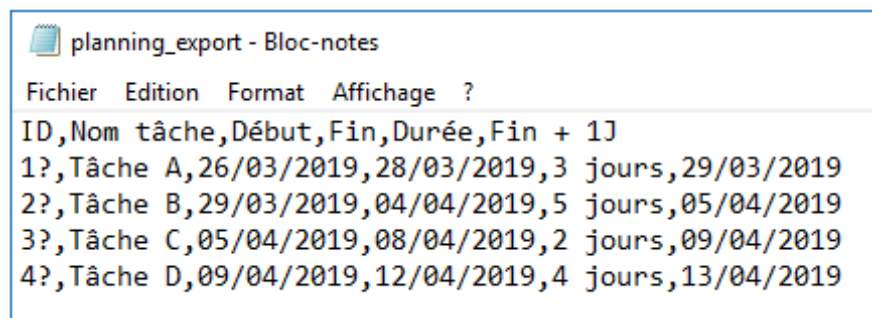 planning_export - Bloc-notes
Fichier Edition Format Affichage ?
ID,Nom tâche,Début,Fin,Durée,Fin + 1J
1?,Tâche A,26/03/2019,28/03/2019,3 jours,29/03/2019
2?,Tâche B,29/03/2019,04/04/2019,5 jours,05/04/2019
3?,Tâche C,05/04/2019,08/04/2019,2 jours,09/04/2019
4?,Tâche D,09/04/2019,12/04/2019,4 jours,13/04/2019